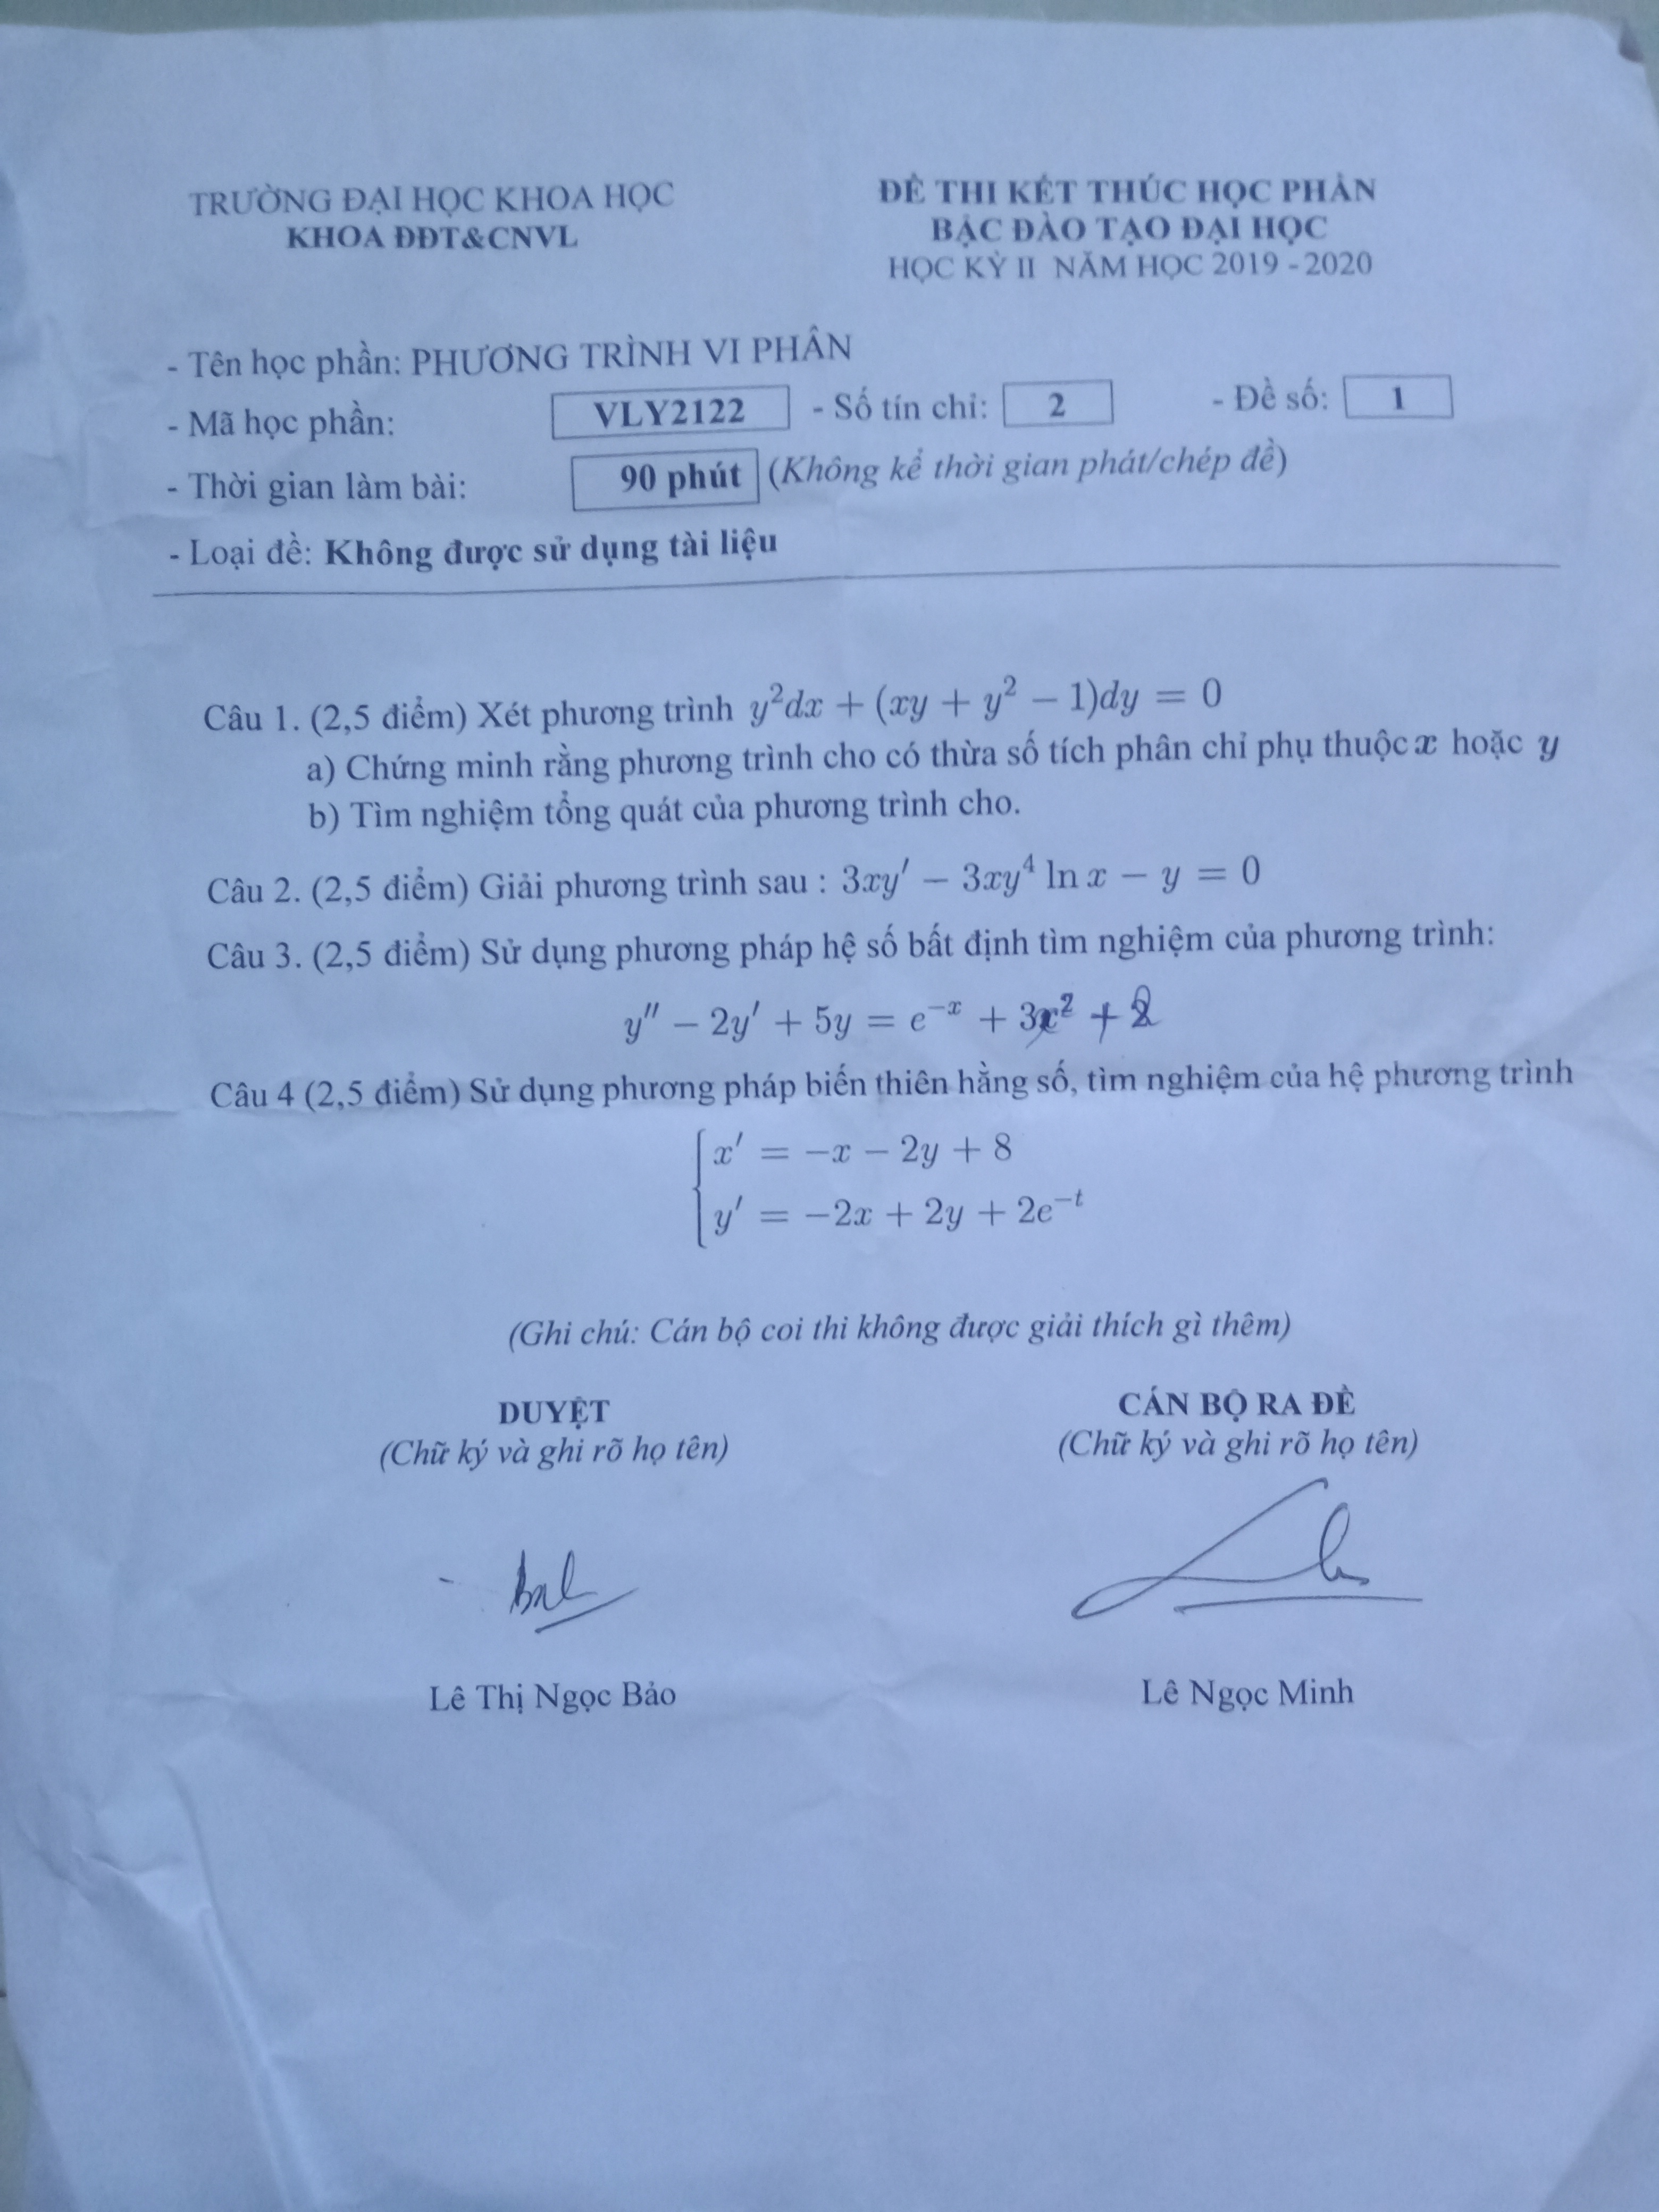 TRƯỜNG ĐẠI HỌC KHOA HỌC
KHOA ĐĐT&CNVL
ĐỀ THI KẾT THÚC HỌC PHẦN
BẬC ĐÀO TẠO ĐẠI HỌC
HỌC KỲ II NĂM HỌC 2019 - 2020
- Tên học phần: PHƯƠNG TRÌNH VI PHÂN
- Mã học phần: VLY2122 - Số tín chỉ: 2 - Đề số: 1
- Thời gian làm bài: 90 phút (Không kể thời gian phát/chép đề)
- Loại đề: Không được sử dụng tài liệu
Câu 1. (2,5 điểm) Xét phương trình y²dx + (xy + y² − 1)dy = 0
a) Chứng minh rằng phương trình cho có thừa số tích phân chỉ phụ thuộc x hoặc y
b) Tìm nghiệm tổng quát của phương trình cho.
Câu 2. (2,5 điểm) Giải phương trình sau : 3xy′ − 3xy⁴ ln x − y = 0
Câu 3. (2,5 điểm) Sử dụng phương pháp hệ số bất định tìm nghiệm của phương trình:
y″ − 2y′ + 5y = e⁻ˣ + 3x² + 2
Câu 4 (2,5 điểm) Sử dụng phương pháp biến thiên hằng số, tìm nghiệm của hệ phương trình
x′ = −x − 2y + 8
y′ = −2x + 2y + 2e⁻ᵗ
(Ghi chú: Cán bộ coi thi không được giải thích gì thêm)
DUYỆT
(Chữ ký và ghi rõ họ tên)
CÁN BỘ RA ĐỀ
(Chữ ký và ghi rõ họ tên)
Lê Thị Ngọc Bảo
Lê Ngọc Minh